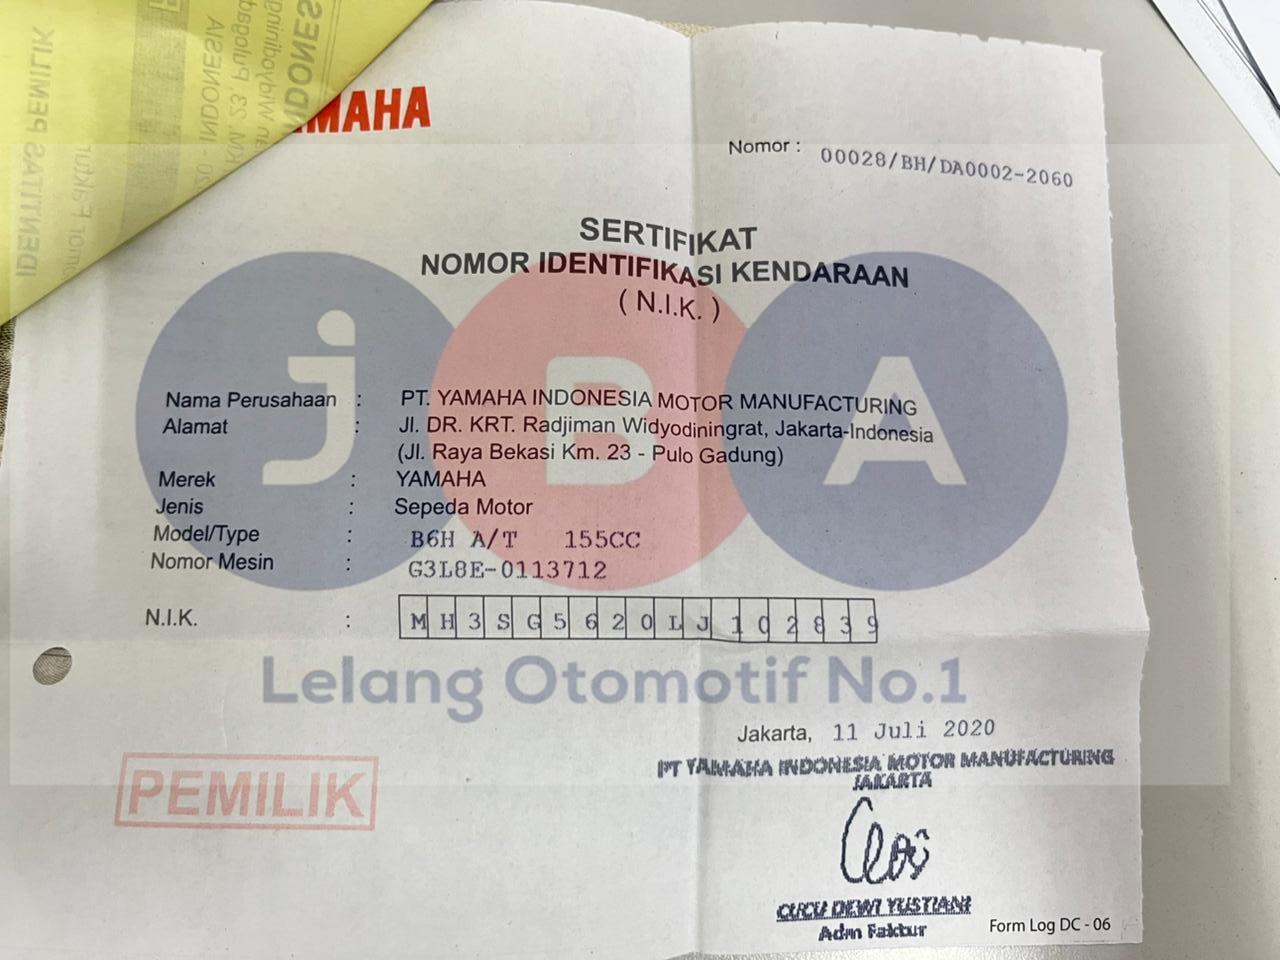 YAMAHA
Nomor : 00028/BH/DA0002-2060
SERTIFIKAT
NOMOR IDENTIFIKASI KENDARAAN
( N.I.K. )
Nama Perusahaan : PT. YAMAHA INDONESIA MOTOR MANUFACTURING
Alamat : Jl. DR. KRT. Radjiman Widyodiningrat, Jakarta-Indonesia
(Jl. Raya Bekasi Km. 23 - Pulo Gadung)
Merek : YAMAHA
Jenis : Sepeda Motor
Model/Type : B6H A/T 155CC
Nomor Mesin : G3L8E-0113712
N.I.K. : MH3SG5620LJ102839
jBA
Lelang Otomotif No.1
Jakarta, 11 Juli 2020
PT YAMAHA INDONESIA MOTOR MANUFACTURING
JAKARTA
PEMILIK
CUCU DEWI YUSTIANI
Adm Faktur
Form Log DC - 06
IDENTITAS PEMILIK